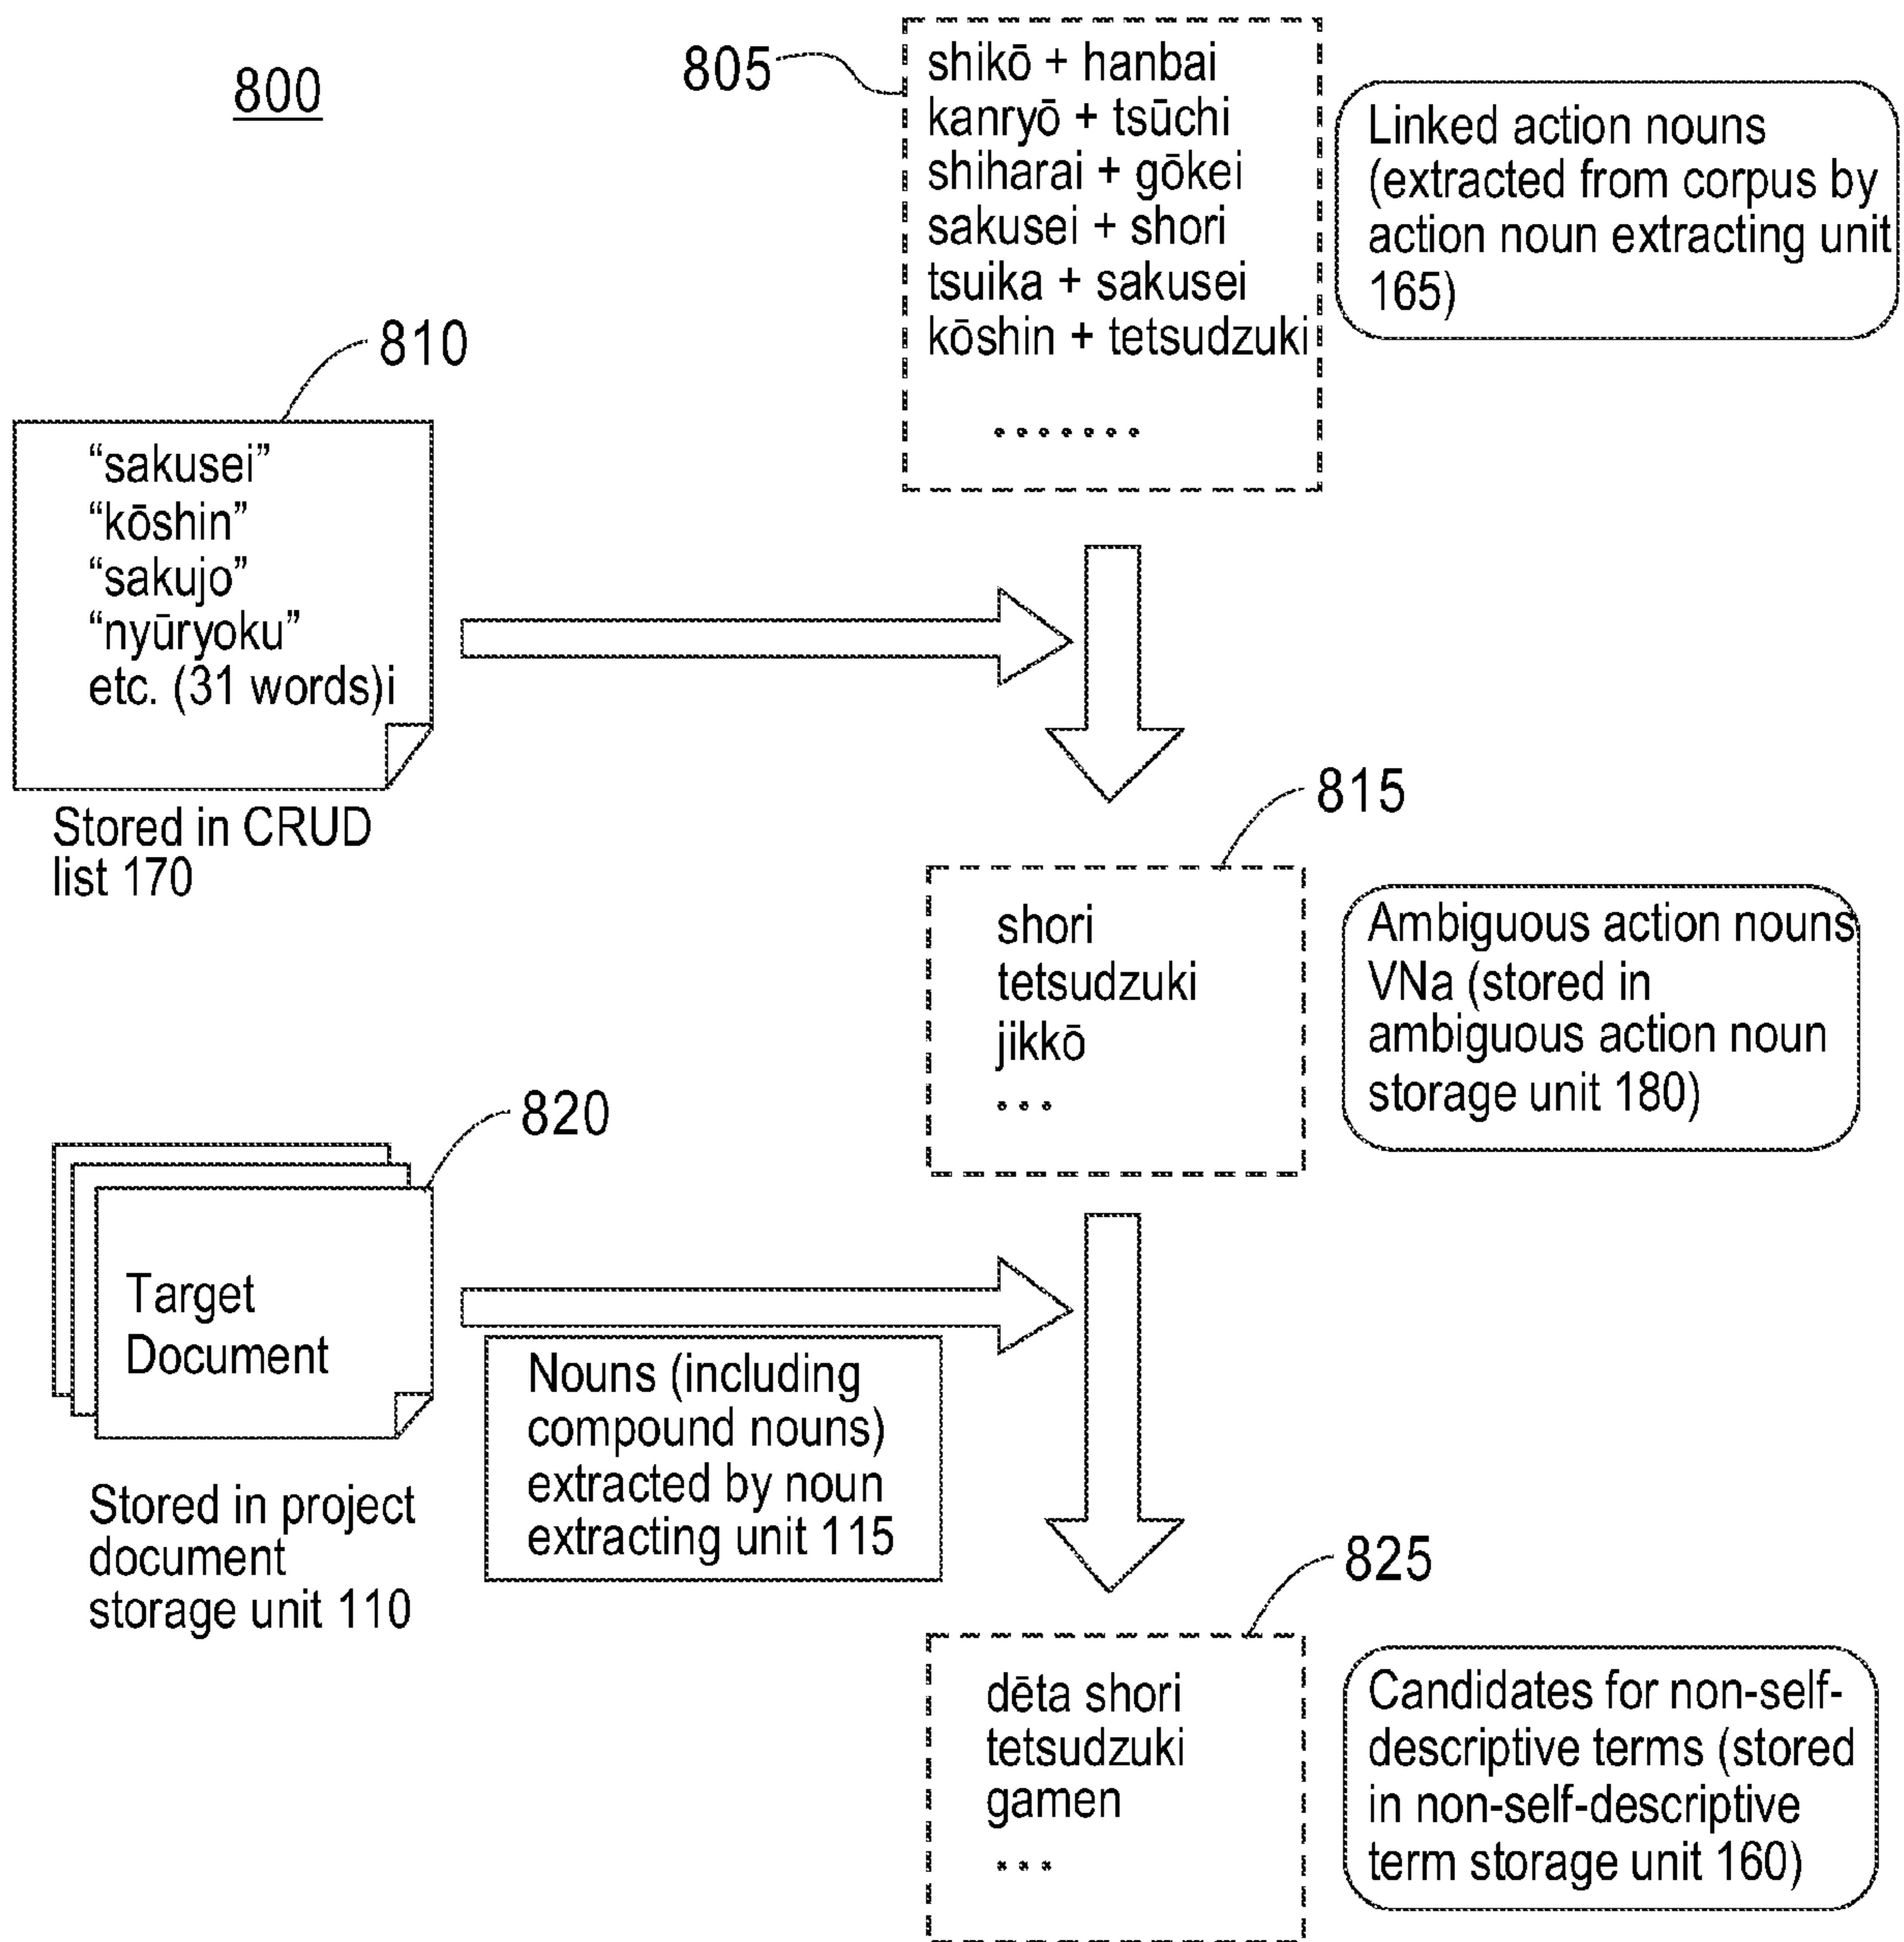 800
805
shikō + hanbai
kanryō + tsūchi
shiharai + gōkei
sakusei + shori
tsuika + sakusei
kōshin + tetsudzuki
.......
Linked action nouns
(extracted from corpus by
action noun extracting unit
165)
810
“sakusei”
“kōshin”
“sakujo”
“nyūryoku”
etc. (31 words)i
Stored in CRUD
list 170
815
shori
tetsudzuki
jikkō
...
Ambiguous action nouns
VNa (stored in
ambiguous action noun
storage unit 180)
820
Target
Document
Stored in project
document
storage unit 110
Nouns (including
compound nouns)
extracted by noun
extracting unit 115
825
dēta shori
tetsudzuki
gamen
...
Candidates for non-self-
descriptive terms (stored
in non-self-descriptive
term storage unit 160)